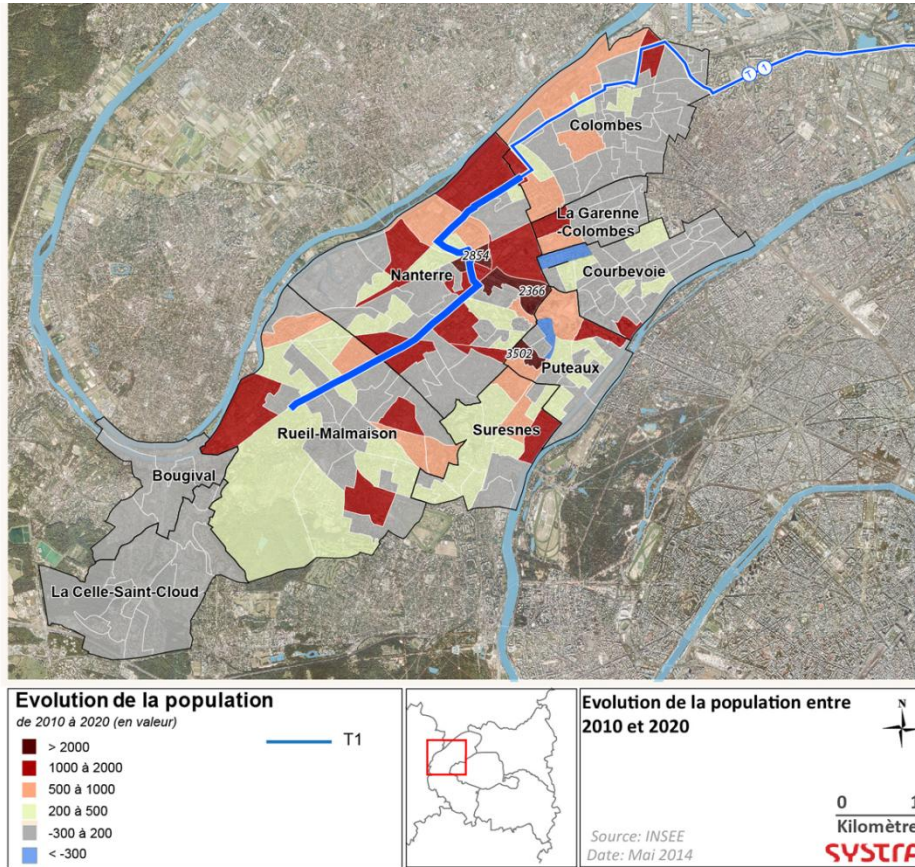 T 1
Colombes
La Garenne
-Colombes
2854
Nanterre
Courbevoie
2366
3502
Puteaux
Rueil-Malmaison
Suresnes
Bougival
La Celle-Saint-Cloud
Evolution de la population
de 2010 à 2020 (en valeur)
> 2000
1000 à 2000
500 à 1000
200 à 500
-300 à 200
< -300
T1
Evolution de la population entre
2010 et 2020
N
0 1
Kilomètre
Source: INSEE
Date: Mai 2014
SYSTRA